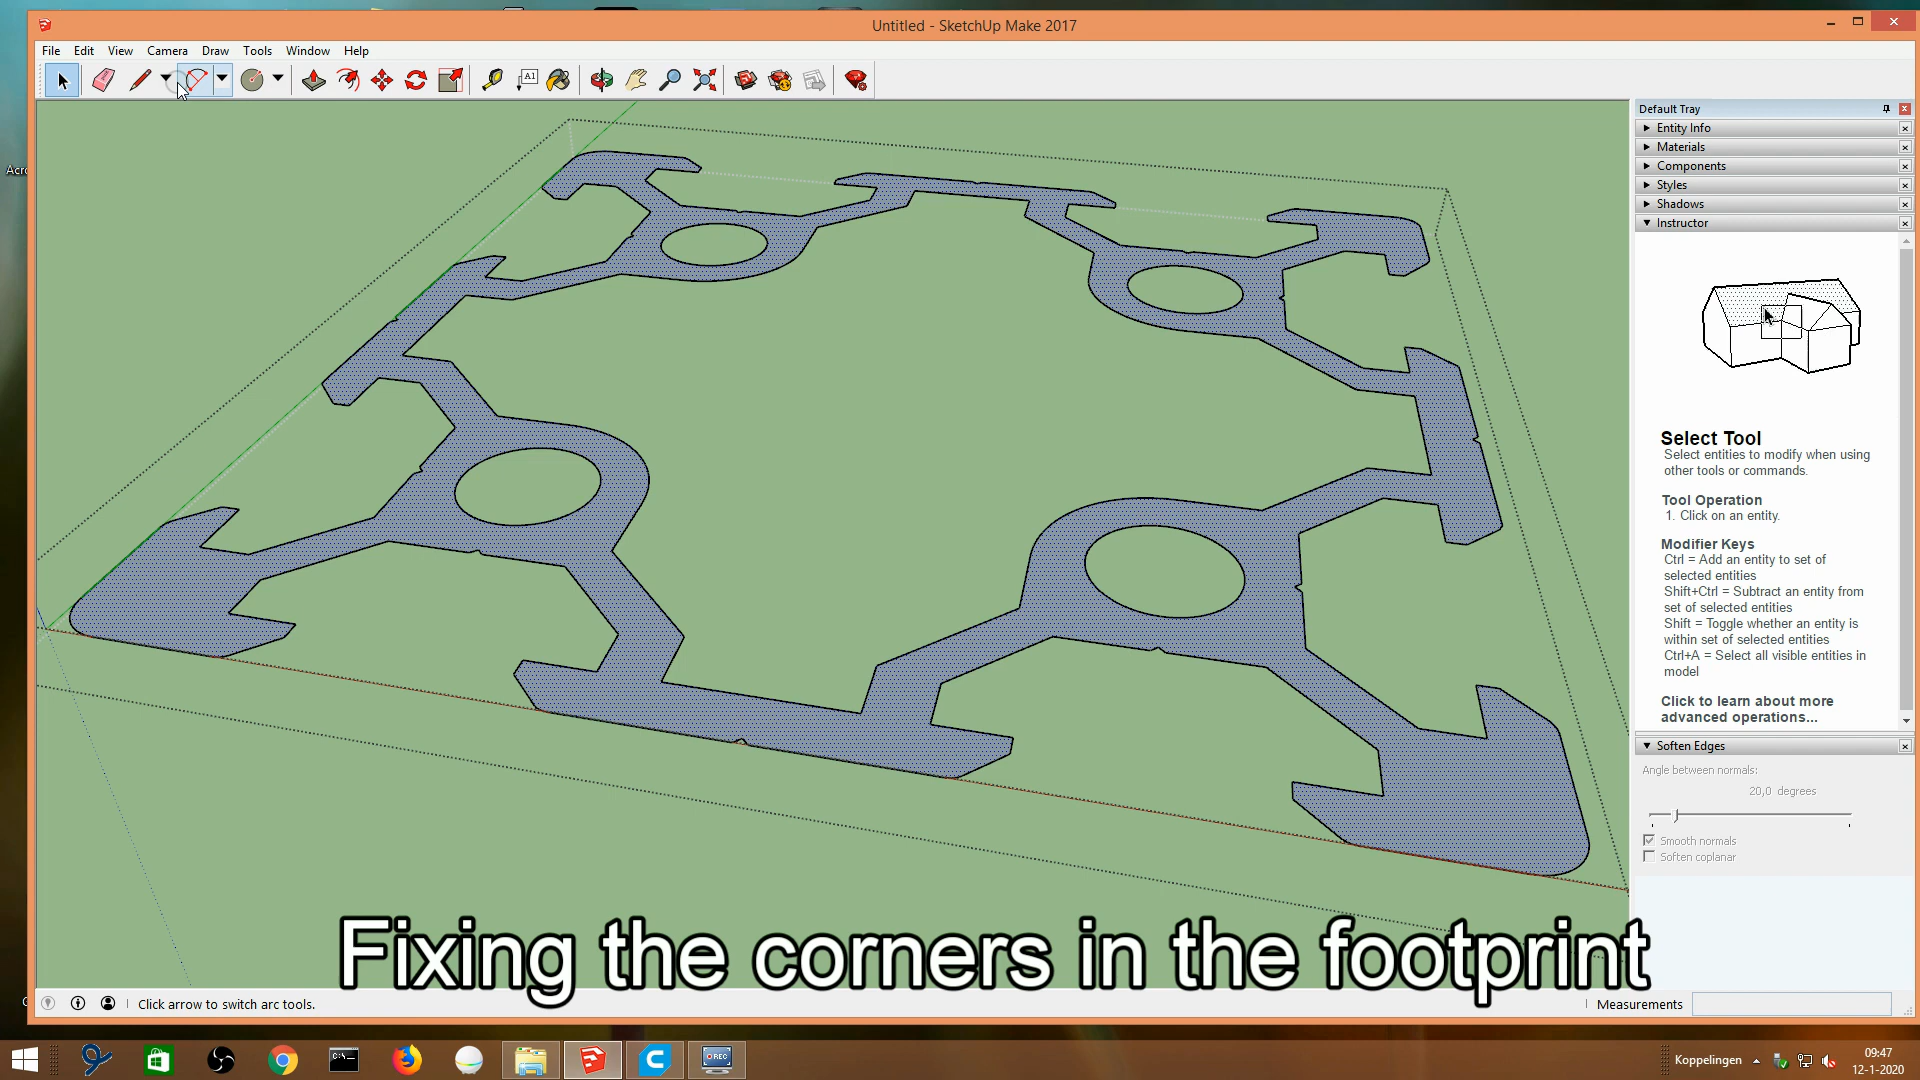 Untitled - SketchUp Make 2017
File Edit View Camera Draw Tools Window Help
A1
Default Tray
Entity Info
Materials
Components
Styles
Shadows
Instructor
Select Tool
Select entities to modify when using
other tools or commands.
Tool Operation
1. Click on an entity.
Modifier Keys
Ctrl = Add an entity to set of
selected entities
Shift+Ctrl = Subtract an entity from
set of selected entities
Shift = Toggle whether an entity is
within set of selected entities
Ctrl+A = Select all visible entities in
model
Click to learn about more
advanced operations...
Soften Edges
Angle between normals:
20,0 degrees
Smooth normals
Soften coplanar
Fixing the corners in the footprint
Click arrow to switch arc tools.
Measurements
C:\
REC
Koppelingen
09:47
12-1-2020